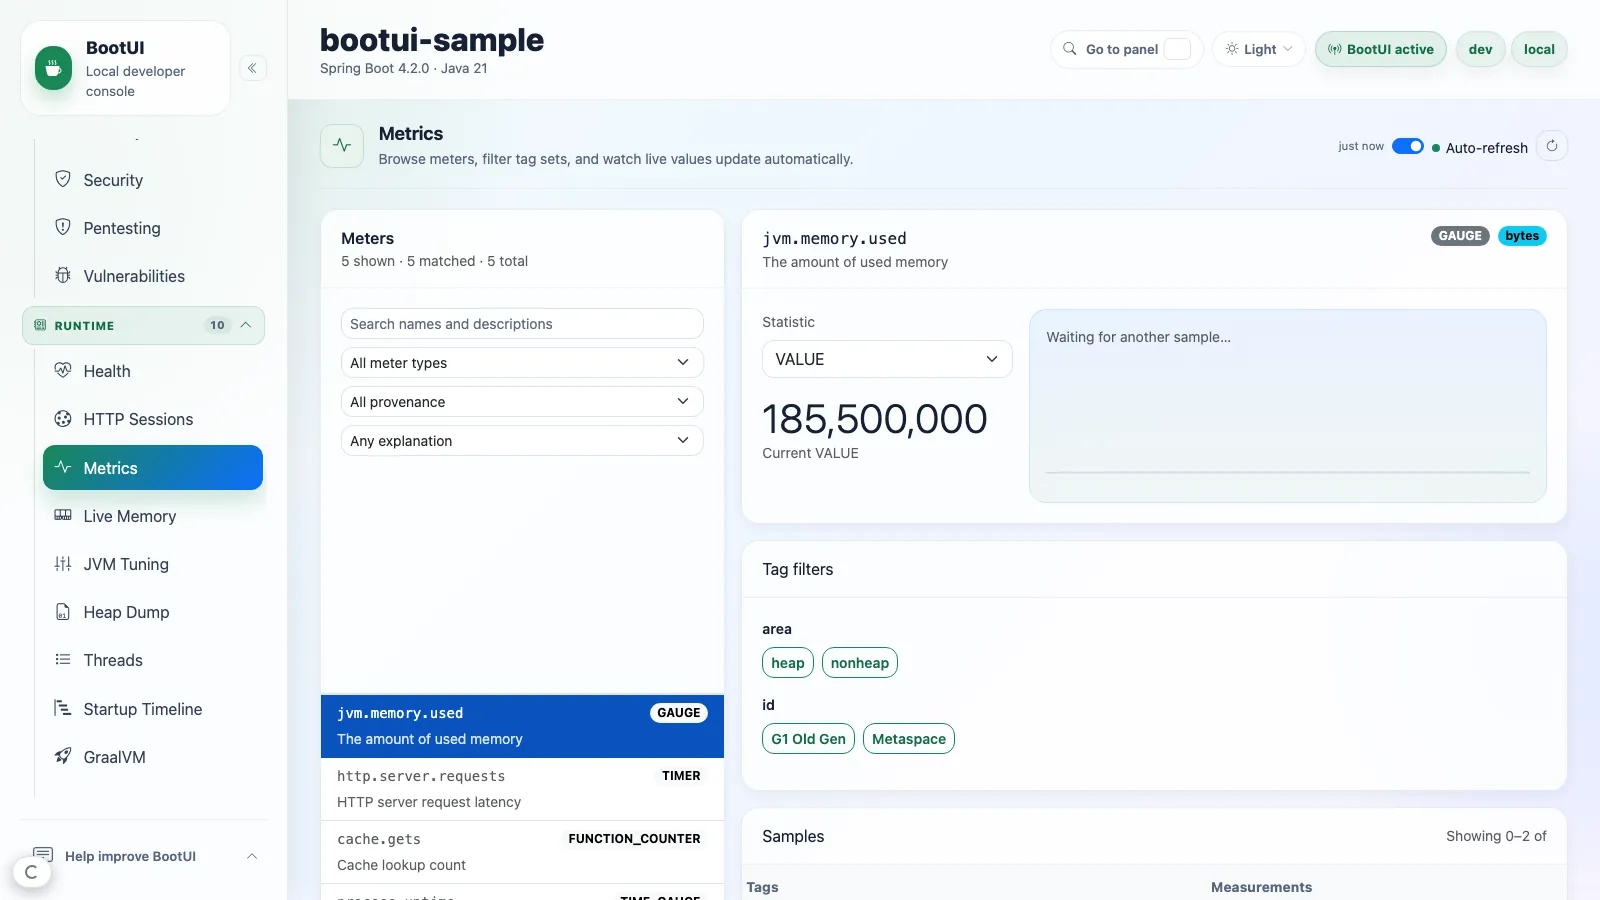 BootUI
Local developer
console
Security
Pentesting
Vulnerabilities
RUNTIME 10
Health
HTTP Sessions
Metrics
Live Memory
JVM Tuning
Heap Dump
Threads
Startup Timeline
GraalVM
Help improve BootUI
C
bootui-sample
Spring Boot 4.2.0 · Java 21
Go to panel
Light
BootUI active
dev
local
Metrics
Browse meters, filter tag sets, and watch live values update automatically.
just now
Auto-refresh
Meters
5 shown · 5 matched · 5 total
Search names and descriptions
All meter types
All provenance
Any explanation
jvm.memory.used GAUGE
The amount of used memory
http.server.requests TIMER
HTTP server request latency
cache.gets FUNCTION_COUNTER
Cache lookup count
jvm.memory.used GAUGE bytes
The amount of used memory
Statistic
VALUE
185,500,000
Current VALUE
Waiting for another sample…
Tag filters
area
heap nonheap
id
G1 Old Gen Metaspace
Samples Showing 0–2 of
Tags Measurements